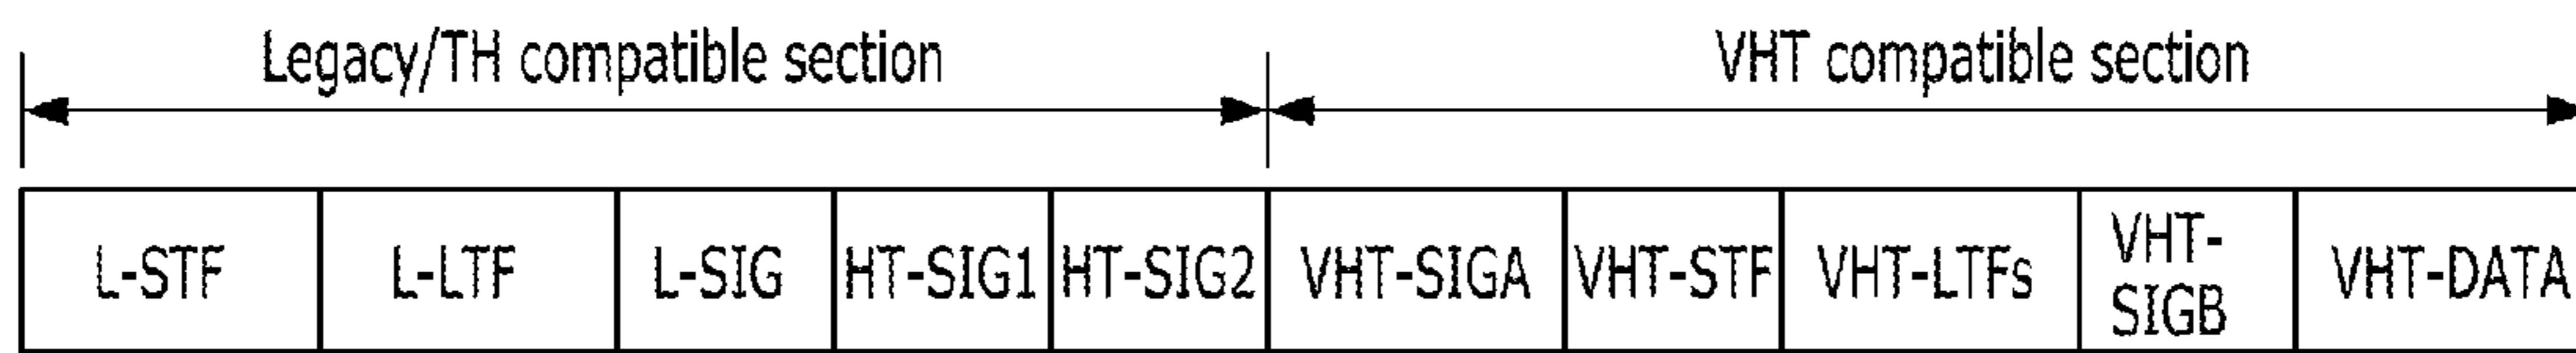 Legacy/TH compatible section VHT compatible section
L-STF L-LTF L-SIG HT-SIG1 HT-SIG2 VHT-SIGA VHT-STF VHT-LTFs VHT-
SIGB VHT-DATA